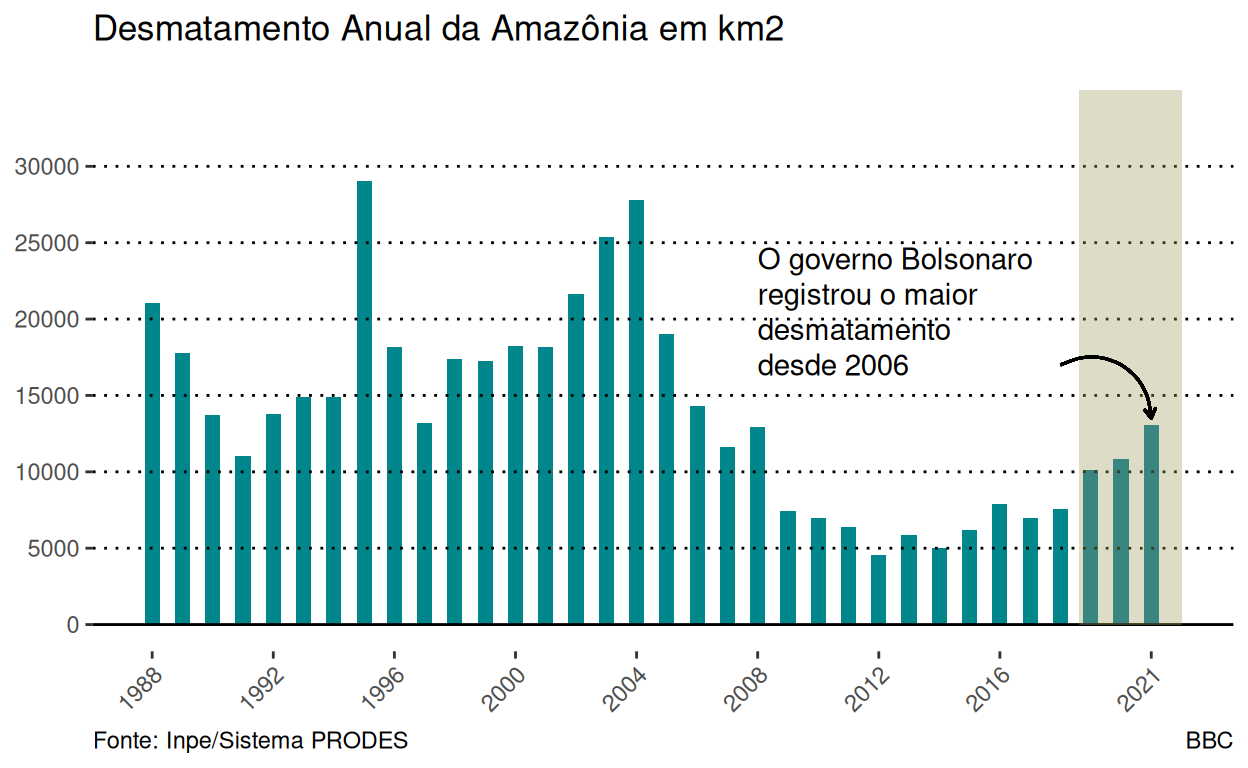 Desmatamento Anual da Amazônia em km2
30000
25000
O governo Bolsonaro
registrou o maior
20000
desmatamento
desde 2006
15000
10000
5000
0
1988 1992 1996 2000 2004 2008 2012 2016 2021
Fonte: Inpe/Sistema PRODES BBC